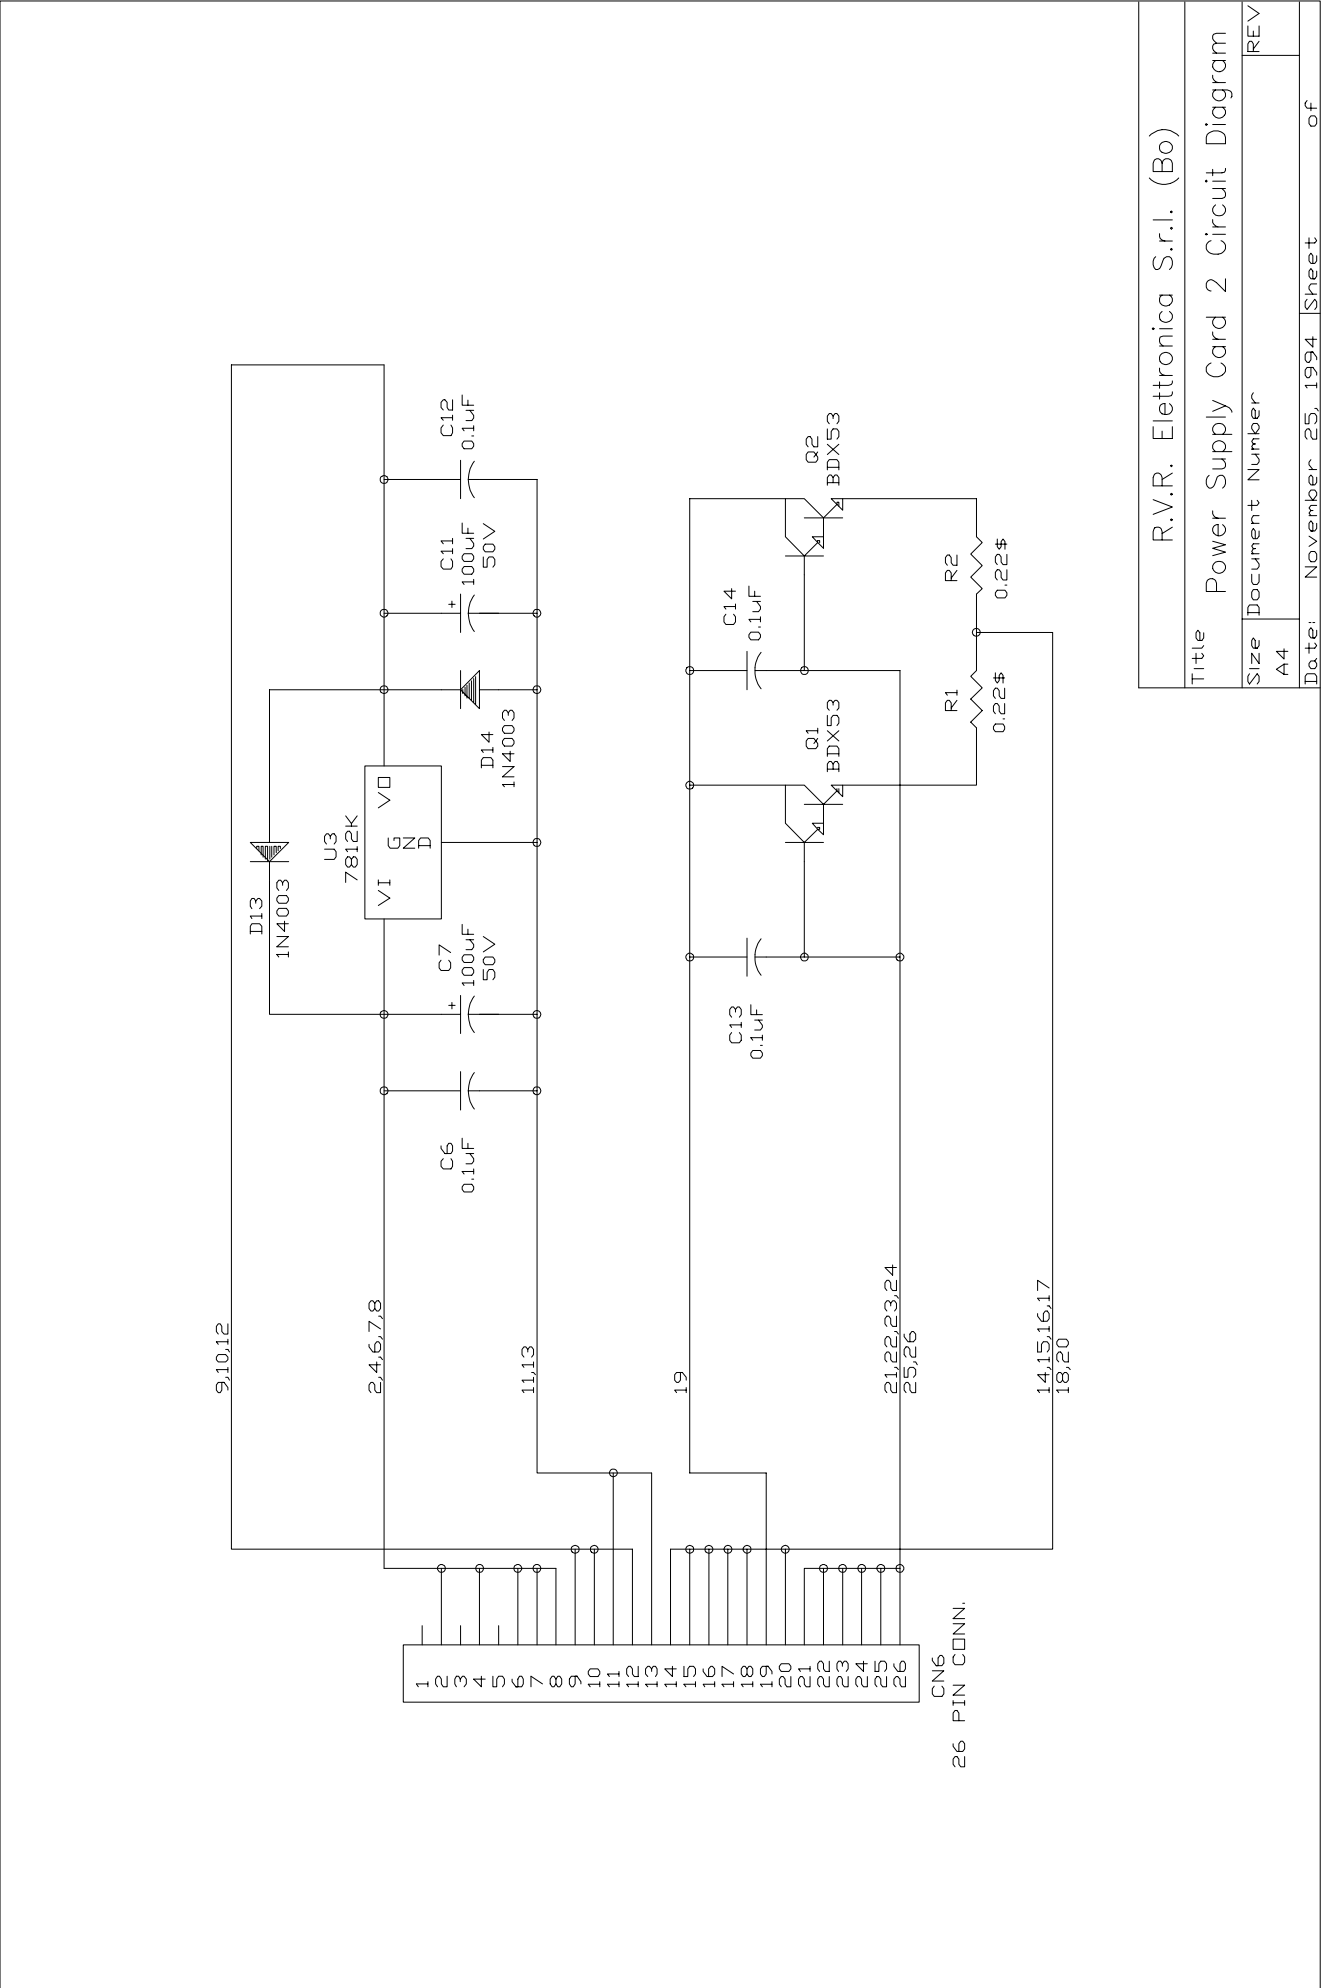 9,10,12
D13
1N4003
U3
7812K
VI
VO
GND
2,4,6,7,8
C6
0.1uF
C7
+
100uF
50V
D14
1N4003
C11
+
100uF
50V
C12
0.1uF
11,13
19
C13
0.1uF
Q1
BDX53
C14
0.1uF
Q2
BDX53
21,22,23,24
25,26
R1
0.22$
R2
0.22$
14,15,16,17
18,20
1
2
3
4
5
6
7
8
9
10
11
12
13
14
15
16
17
18
19
20
21
22
23
24
25
26
CN6
26 PIN CONN.
R.V.R. Elettronica S.r.l. (Bo)
Title
Power Supply Card 2 Circuit Diagram
Size Document Number REV
A4
Date: November 25, 1994 Sheet of